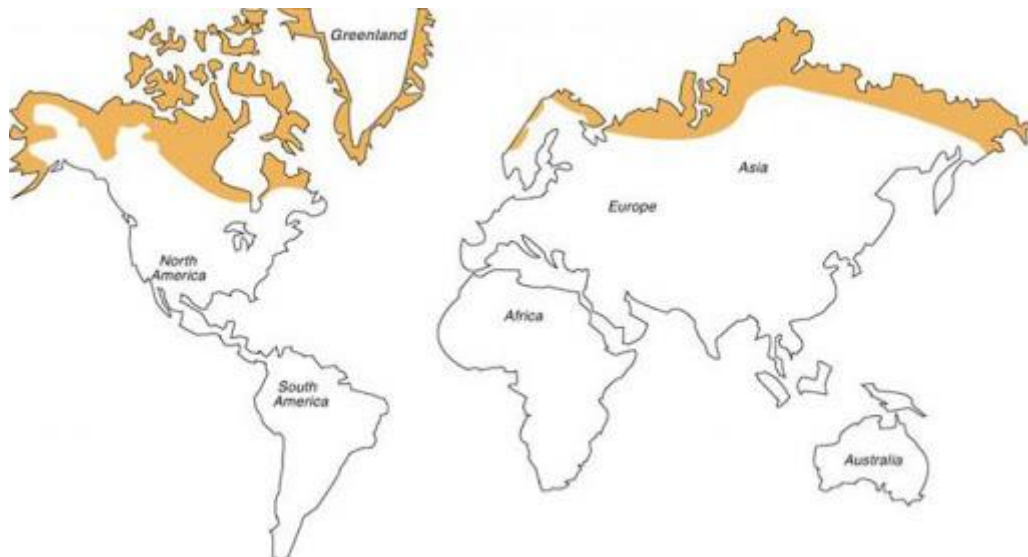 Greenland
Asia
Europe
North
America
Africa
South
America
Australia